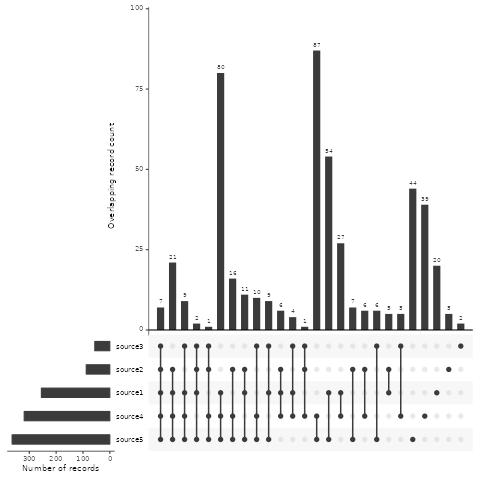 100
80
87
75
54
50
44
39
27
25
21
20
16
11
10
7 9 2 1 9 6 4 1 7 6 6 5 5 5 2
0
Overlapping record count
source3
source2
source1
source4
source5
300 200 100 0
Number of records